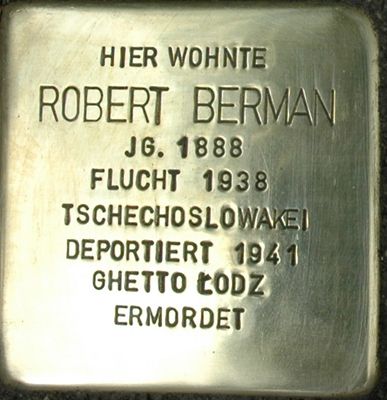 HIER WOHNTE
ROBERT BERMAN
JG. 1888
FLUCHT 1938
TSCHECHOSLOWAKEI
DEPORTIERT 1941
GHETTO ŁODZ
ERMORDET